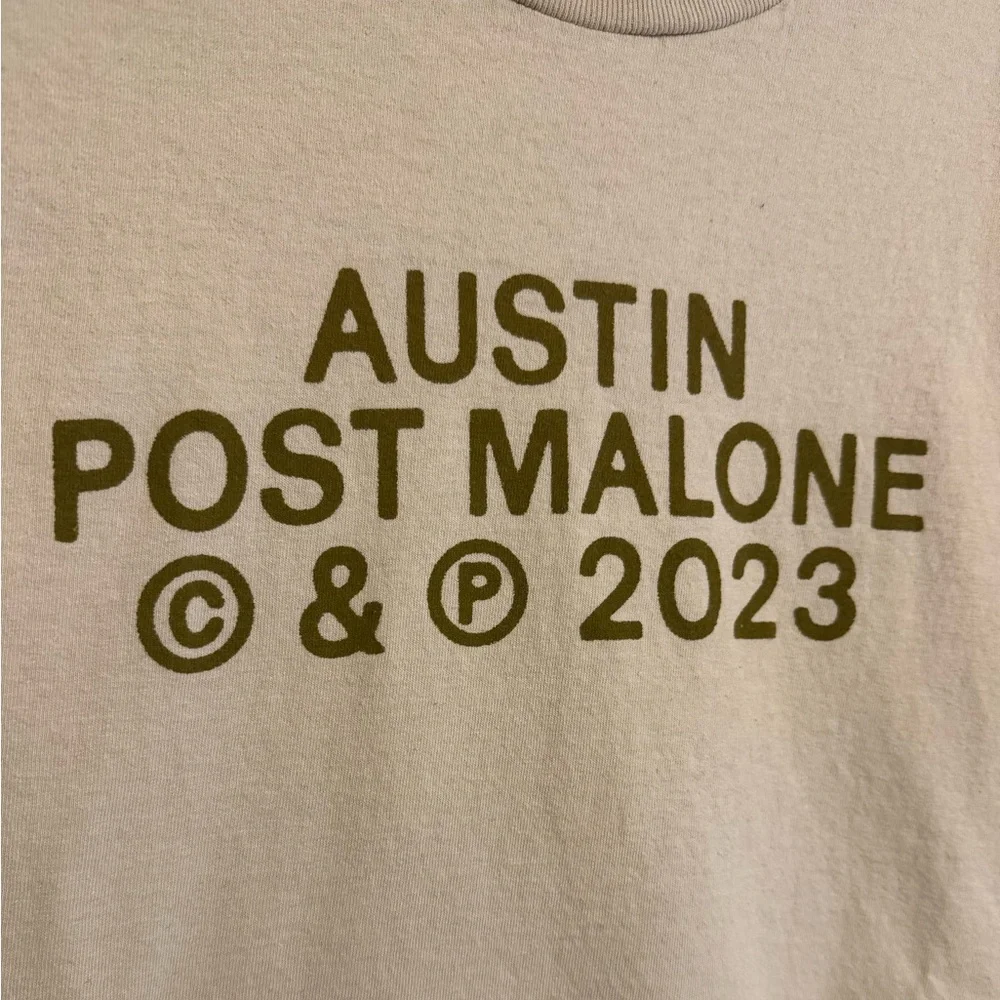 AUSTIN
POST MALONE
© & ℗ 2023